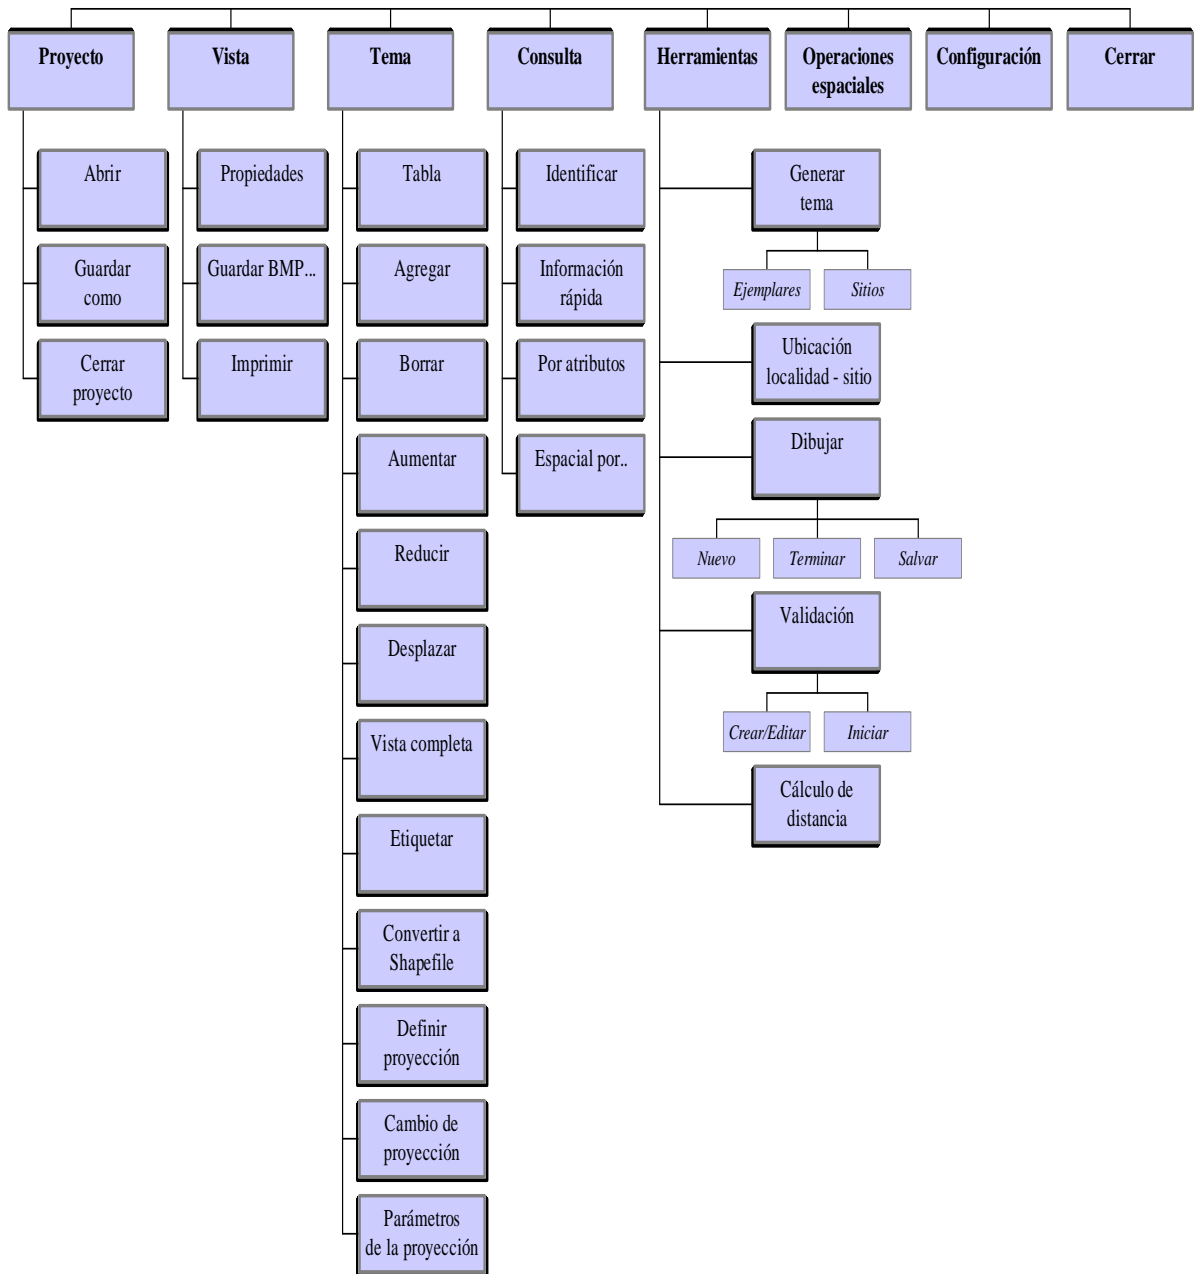 Proyecto
Vista
Tema
Consulta
Herramientas
Operaciones
espaciales
Configuración
Cerrar
Abrir
Guardar
como
Cerrar
proyecto
Propiedades
Guardar BMP...
Imprimir
Tabla
Agregar
Borrar
Aumentar
Reducir
Desplazar
Vista completa
Etiquetar
Convertir a
Shapefile
Definir
proyección
Cambio de
proyección
Parámetros
de la proyección
Identificar
Información
rápida
Por atributos
Espacial por..
Generar
tema
Ejemplares
Sitios
Ubicación
localidad - sitio
Dibujar
Nuevo
Terminar
Salvar
Validación
Crear/Editar
Iniciar
Cálculo de
distancia